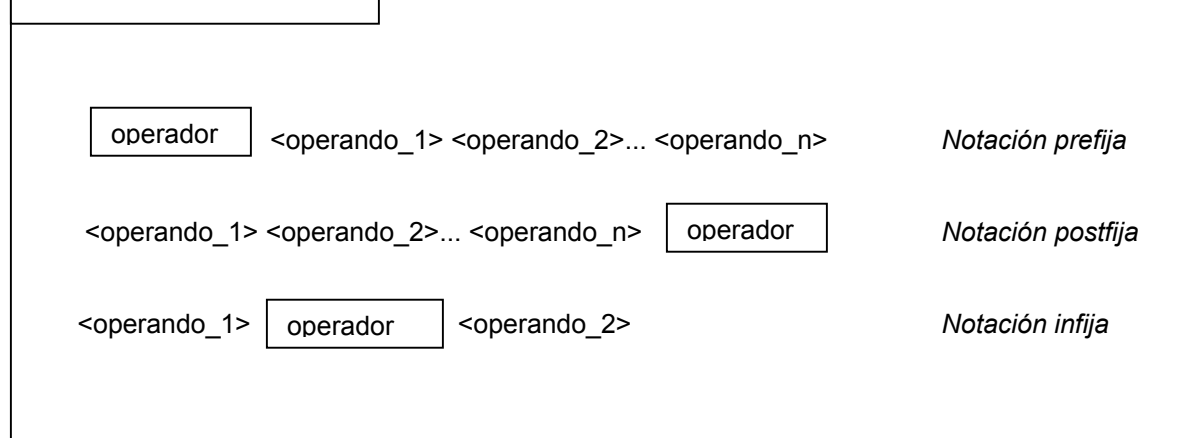 operador <operando_1> <operando_2>... <operando_n> Notación prefija
<operando_1> <operando_2>... <operando_n> operador Notación postfija
<operando_1> operador <operando_2> Notación infija